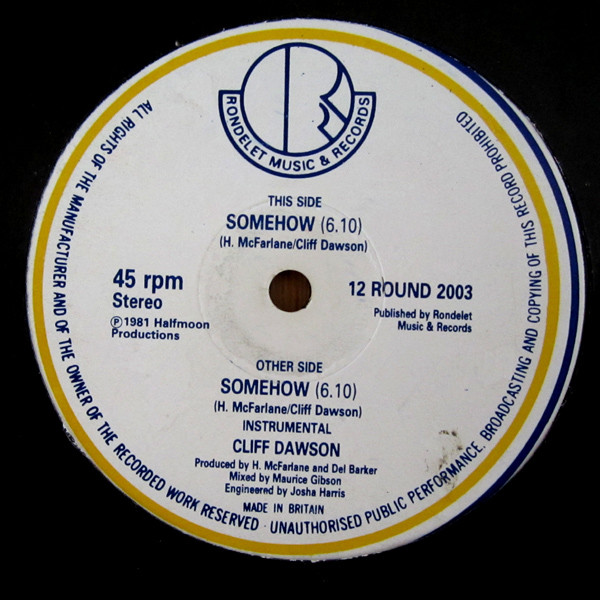 RONDELET MUSIC & RECORDS
THIS SIDE
SOMEHOW (6.10)
(H. McFarlane/Cliff Dawson)
45 rpm
Stereo
℗1981 Halfmoon
Productions
12 ROUND 2003
Published by Rondelet
Music & Records
OTHER SIDE
SOMEHOW (6.10)
(H. McFarlane/Cliff Dawson)
INSTRUMENTAL
CLIFF DAWSON
Produced by H. McFarlane and Del Barker
Mixed by Maurice Gibson
Engineered by Josha Harris
MADE IN BRITAIN
ALL RIGHTS OF THE MANUFACTURER AND OF THE OWNER OF THE RECORDED WORK RESERVED · UNAUTHORISED PUBLIC PERFORMANCE, BROADCASTING AND COPYING OF THIS RECORD PROHIBITED